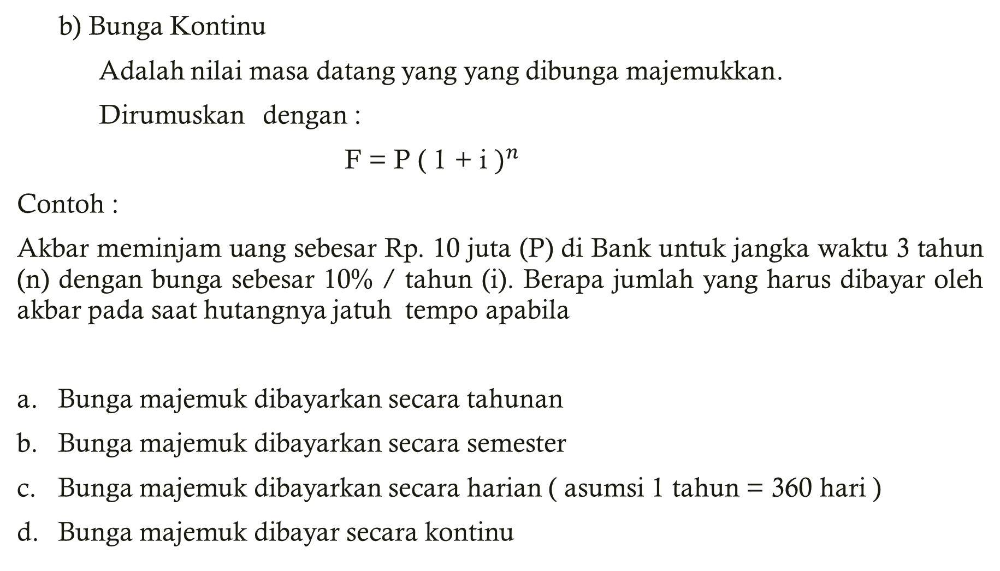 b) Bunga Kontinu
Adalah nilai masa datang yang yang dibunga majemukkan.
Dirumuskan dengan :
F = P ( 1 + i )ⁿ
Contoh :
Akbar meminjam uang sebesar Rp. 10 juta (P) di Bank untuk jangka waktu 3 tahun
(n) dengan bunga sebesar 10% / tahun (i). Berapa jumlah yang harus dibayar oleh
akbar pada saat hutangnya jatuh tempo apabila
a. Bunga majemuk dibayarkan secara tahunan
b. Bunga majemuk dibayarkan secara semester
c. Bunga majemuk dibayarkan secara harian ( asumsi 1 tahun = 360 hari )
d. Bunga majemuk dibayar secara kontinu